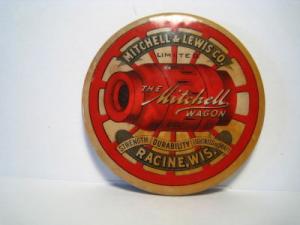 MITCHELL & LEWIS CO.
LIMITED
THE Mitchell
WAGON
STRENGTH DURABILITY
RACINE, WIS.